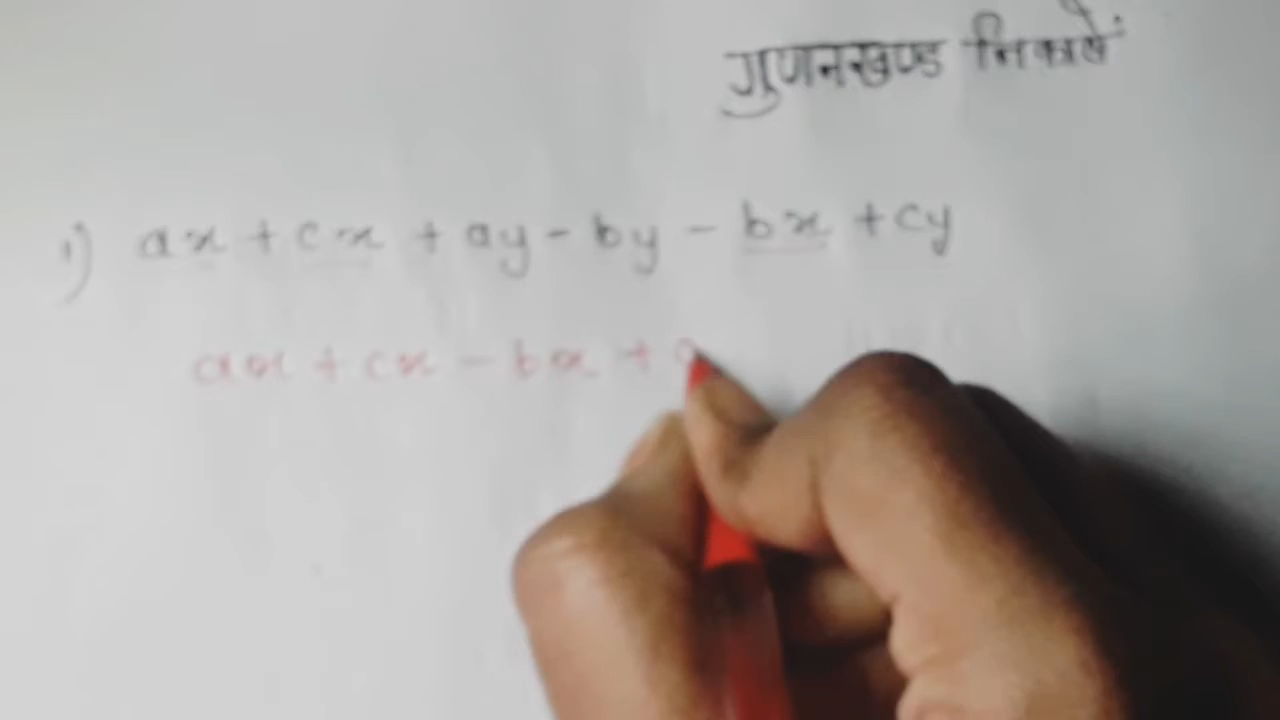 गुणनखण्ड निकालें
1) ax + cx + ay - by - bx + cy
ax + cx - bx + a